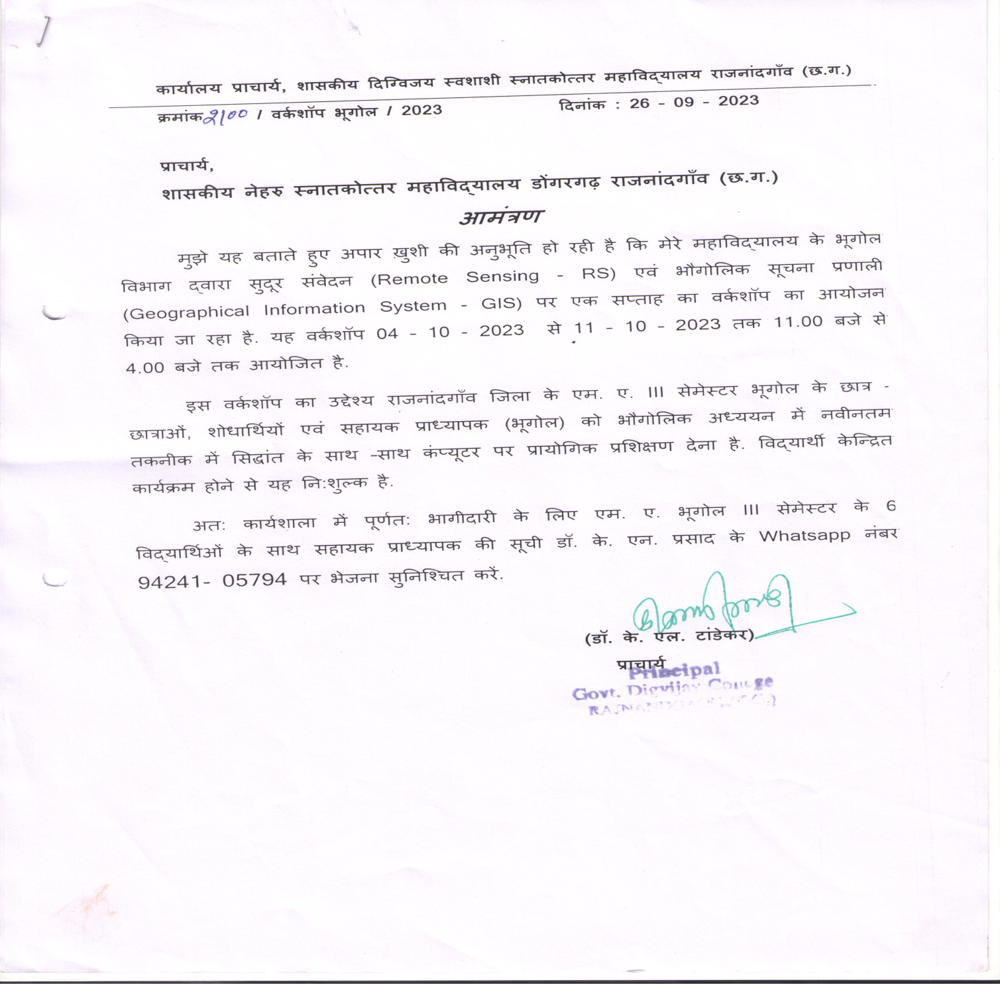 कार्यालय प्राचार्य, शासकीय दिग्विजय स्वशाशी स्नातकोत्तर महाविद्यालय राजनांदगाँव (छ.ग.)
क्रमांक 2100 / वर्कशॉप भूगोल / 2023 दिनांक : 26 - 09 - 2023
प्राचार्य,
शासकीय नेहरु स्नातकोत्तर महाविद्यालय डोंगरगढ़ राजनांदगाँव (छ.ग.)
आमंत्रण
मुझे यह बताते हुए अपार ख़ुशी की अनुभूति हो रही है कि मेरे महाविद्यालय के भूगोल
विभाग द्वारा सुदूर संवेदन (Remote Sensing - RS) एवं भौगोलिक सूचना प्रणाली
(Geographical Information System - GIS) पर एक सप्ताह का वर्कशॉप का आयोजन
किया जा रहा है. यह वर्कशॉप 04 - 10 - 2023 से 11 - 10 - 2023 तक 11.00 बजे से
4.00 बजे तक आयोजित है.
इस वर्कशॉप का उद्देश्य राजनांदगाँव जिला के एम. ए. III सेमेस्टर भूगोल के छात्र -
छात्राओं, शोधार्थियों एवं सहायक प्राध्यापक (भूगोल) को भौगोलिक अध्ययन में नवीनतम
तकनीक में सिद्धांत के साथ -साथ कंप्यूटर पर प्रायोगिक प्रशिक्षण देना है. विद्यार्थी केन्द्रित
कार्यक्रम होने से यह नि:शुल्क है.
अत: कार्यशाला में पूर्णत: भागीदारी के लिए एम. ए. भूगोल III सेमेस्टर के 6
विद्यार्थिओं के साथ सहायक प्राध्यापक की सूची डॉ. के. एन. प्रसाद के Whatsapp नंबर
94241- 05794 पर भेजना सुनिश्चित करें.
(डॉ. के. एल. टांडेकर)
प्राचार्य
Principal
Govt. Digvijay College